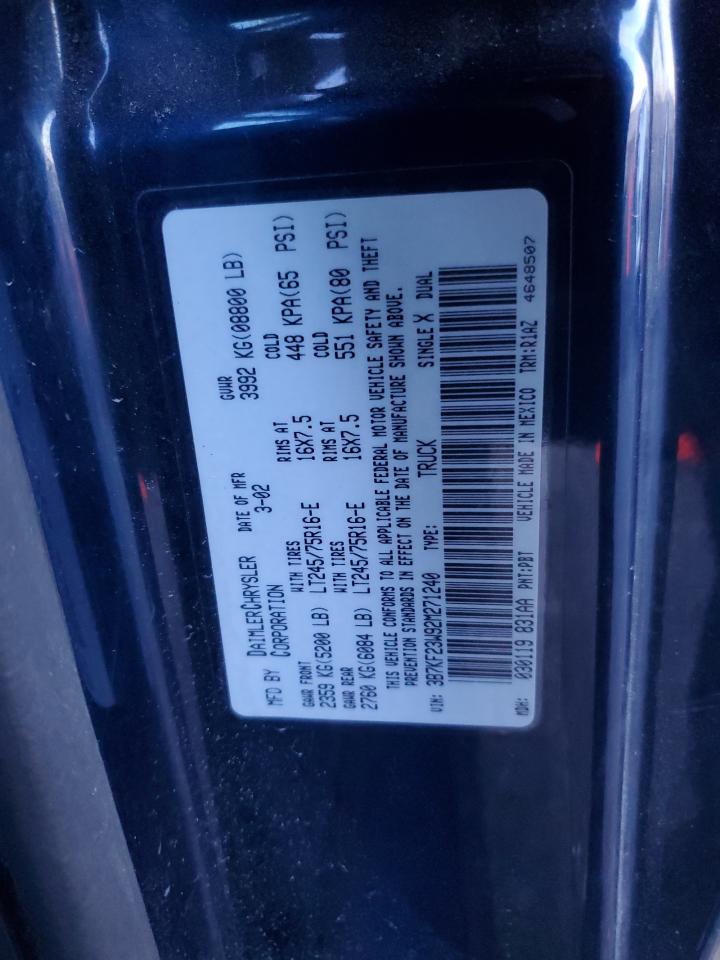 MFD BY DAIMLERCHRYSLER CORPORATION DATE OF MFR 3-02 GVWR 3992 KG(08800 LB)
GAWR FRONT WITH TIRES RIMS AT COLD
2359 KG(5200 LB) LT245/75R16-E 16X7.5 448 KPA(65 PSI)
GAWR REAR WITH TIRES RIMS AT COLD
2760 KG(6084 LB) LT245/75R16-E 16X7.5 551 KPA(80 PSI)
THIS VEHICLE CONFORMS TO ALL APPLICABLE FEDERAL MOTOR VEHICLE SAFETY AND THEFT
PREVENTION STANDARDS IN EFFECT ON THE DATE OF MANUFACTURE SHOWN ABOVE.
VIN: 3B7KF23W92M271240 TYPE: TRUCK SINGLE X DUAL
MDH: 030119 831AA PNT:PBT VEHICLE MADE IN MEXICO TRM:R1AZ 4648507